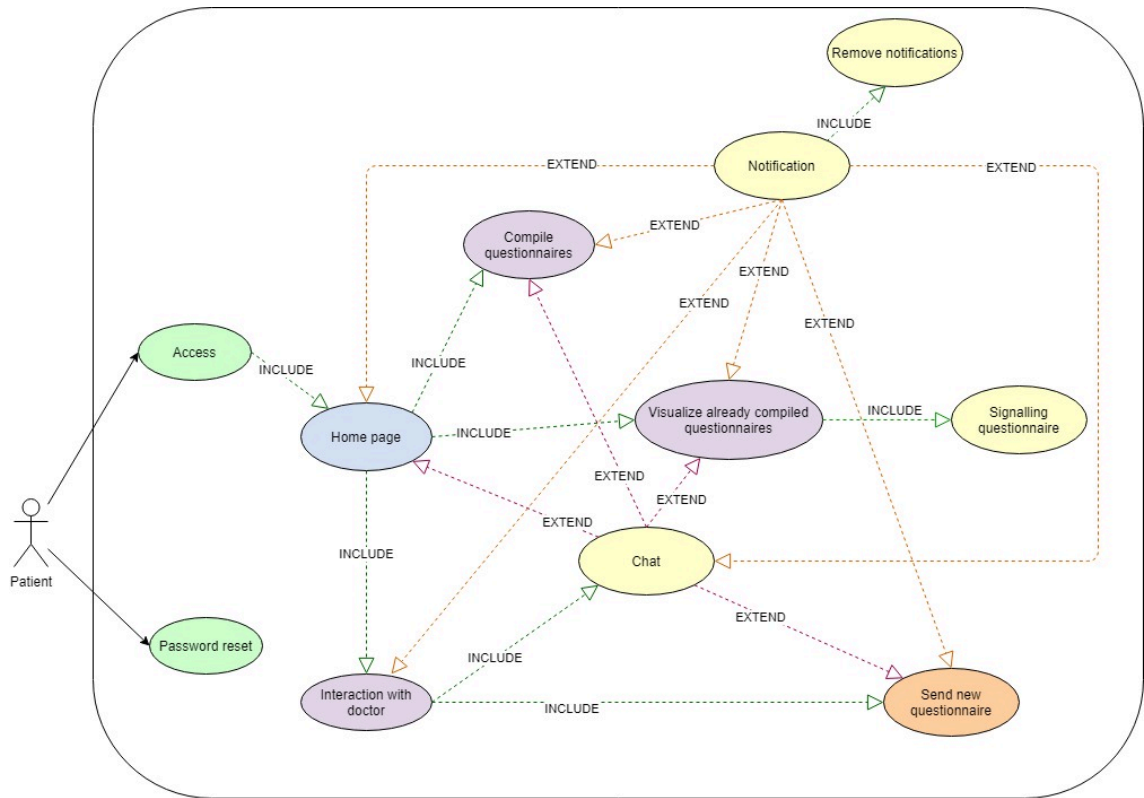 Remove notifications
INCLUDE
EXTEND
Notification
EXTEND
EXTEND
Compile
questionnaires
EXTEND
EXTEND
EXTEND
Access
INCLUDE
INCLUDE
Home page
INCLUDE
Visualize already compiled
questionnaires
INCLUDE
Signalling
questionnaire
EXTEND
EXTEND
EXTEND
INCLUDE
Chat
Patient
EXTEND
Password reset
INCLUDE
Interaction with
doctor
INCLUDE
Send new
questionnaire